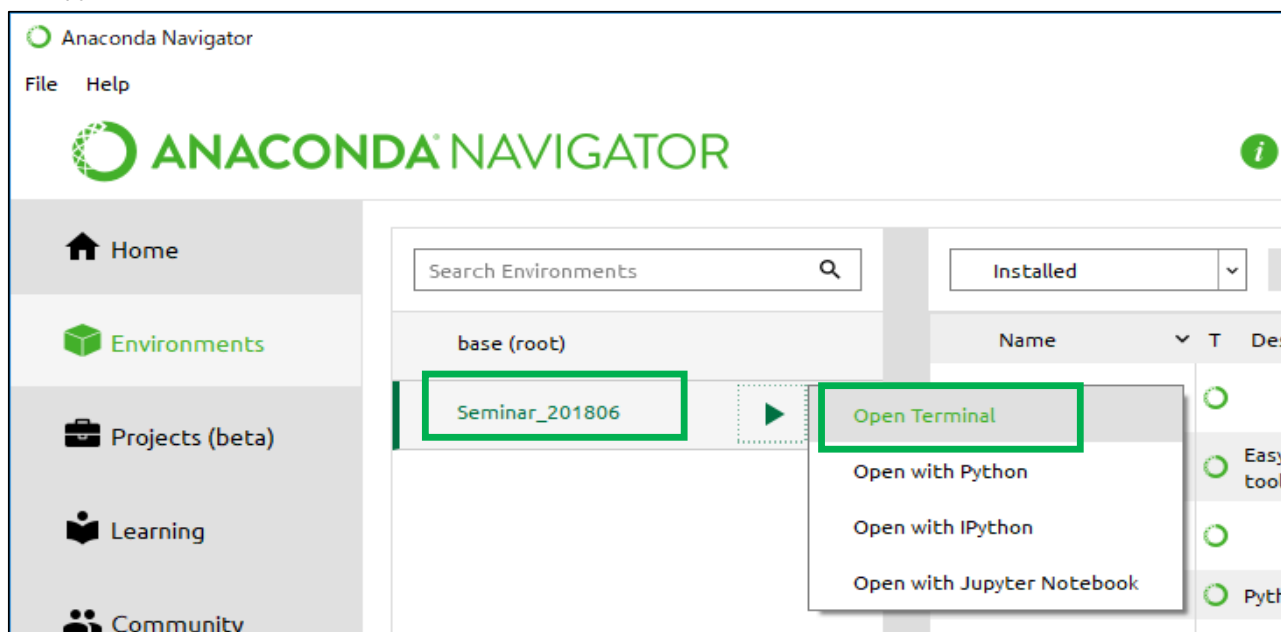 Anaconda Navigator
File Help
ANACONDA NAVIGATOR
Home
Environments
Projects (beta)
Learning
Community
Search Environments
base (root)
Seminar_201806
Open Terminal
Open with Python
Open with IPython
Open with Jupyter Notebook
Installed
Name T